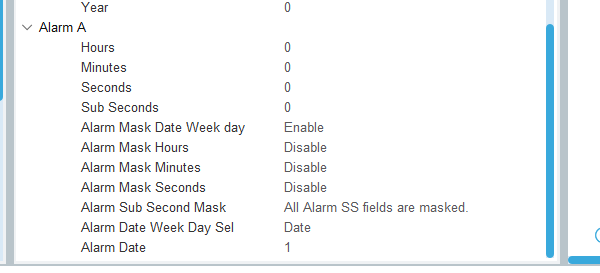 Year 0
Alarm A
Hours 0
Minutes 0
Seconds 0
Sub Seconds 0
Alarm Mask Date Week day Enable
Alarm Mask Hours Disable
Alarm Mask Minutes Disable
Alarm Mask Seconds Disable
Alarm Sub Second Mask All Alarm SS fields are masked.
Alarm Date Week Day Sel Date
Alarm Date 1